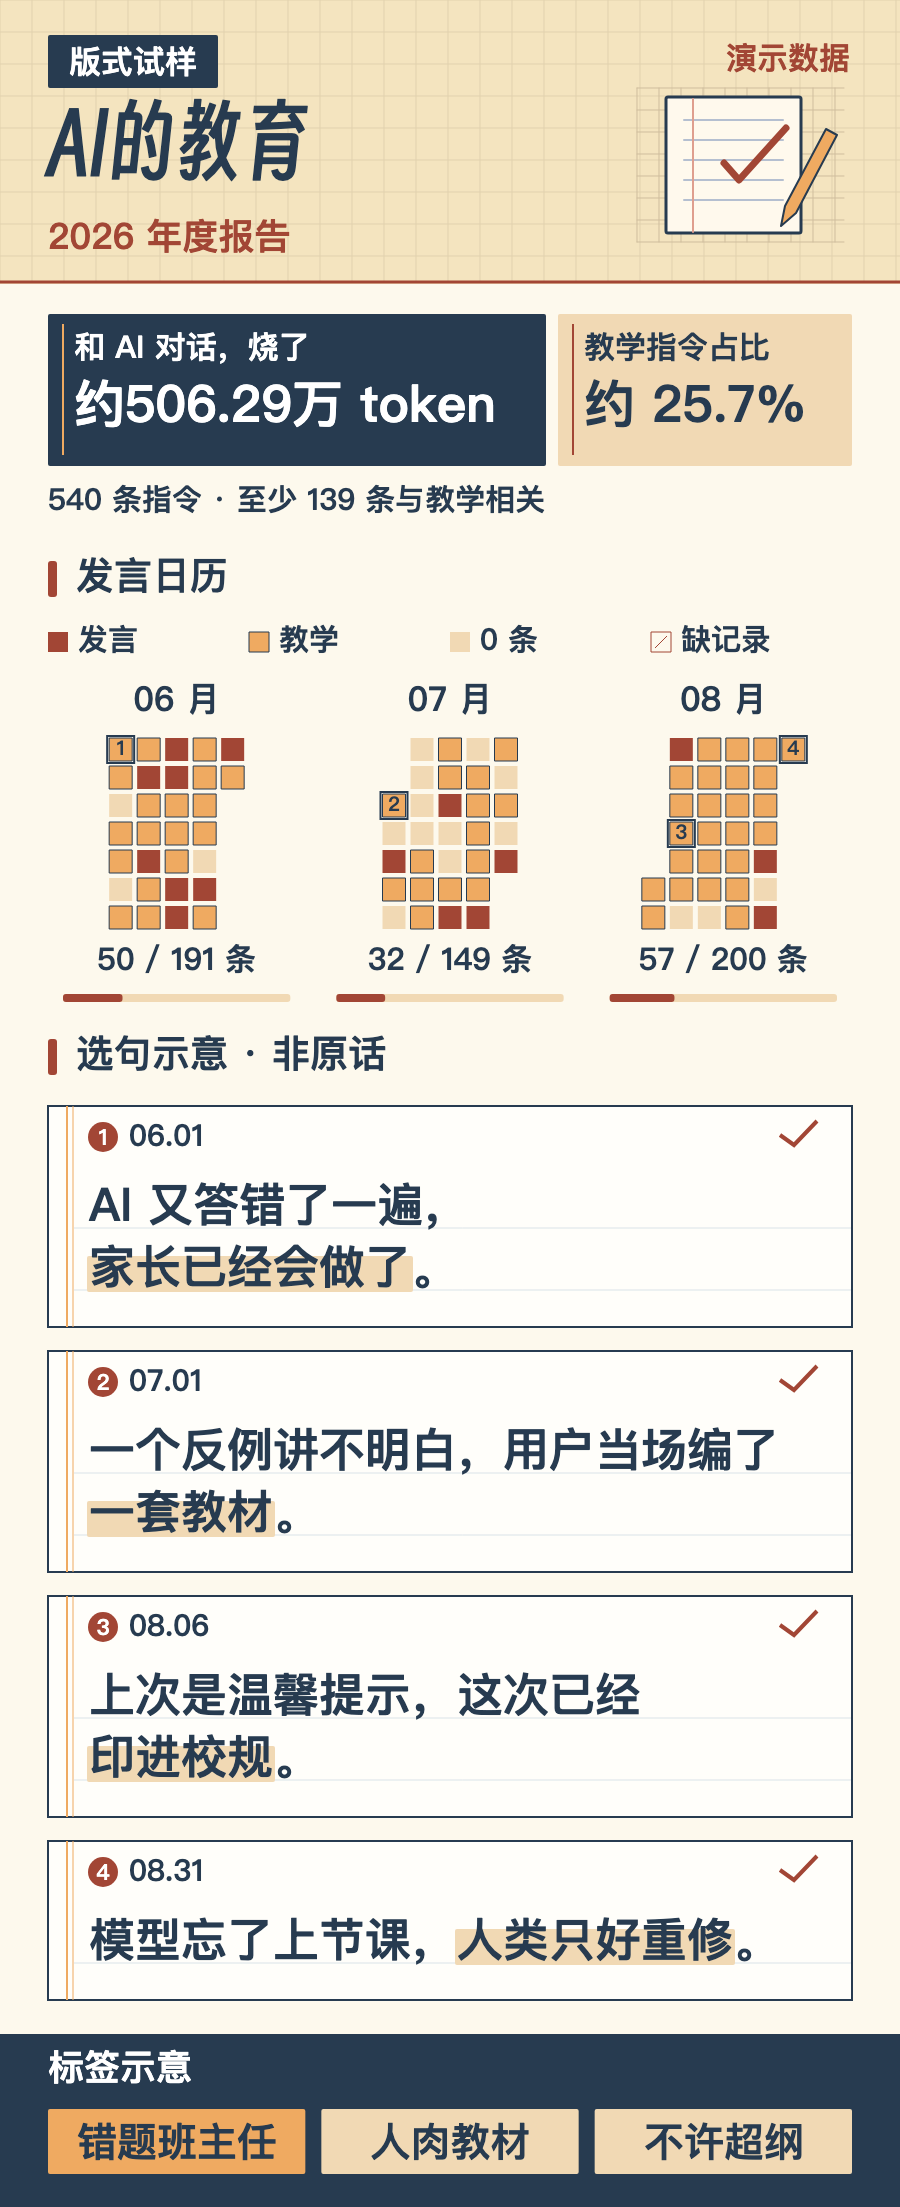 版式试样
演示数据
AI的教育
2026 年度报告
和 AI 对话，烧了
约506.29万 token
教学指令占比
约 25.7%
540 条指令 · 至少 139 条与教学相关
发言日历
发言 教学 0 条 缺记录
06 月 07 月 08 月
1
4
2
3
50 / 191 条 32 / 149 条 57 / 200 条
选句示意 · 非原话
1 06.01
AI 又答错了一遍，
家长已经会做了。
2 07.01
一个反例讲不明白，用户当场编了
一套教材。
3 08.06
上次是温馨提示，这次已经
印进校规。
4 08.31
模型忘了上节课，人类只好重修。
标签示意
错题班主任 人肉教材 不许超纲